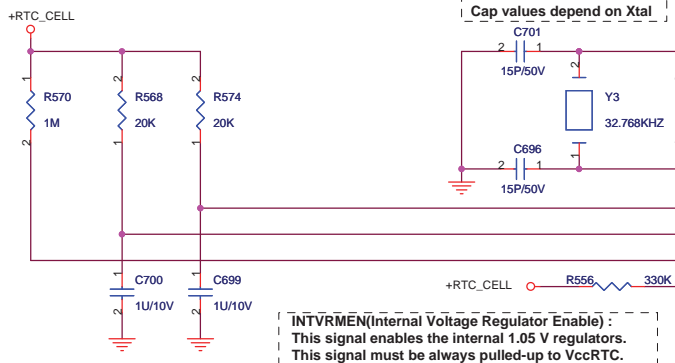 Cap values depend on Xtal
+RTC_CELL
C701
2 1
15P/50V
1
R570
1M
2
2
R568
20K
1
2
R574
20K
1
2
Y3
32.768KHZ
1
C696
2 1
15P/50V
1
C700
1U/10V
2
1
C699
1U/10V
2
+RTC_CELL
R556
330K
INTVRMEN(Internal Voltage Regulator Enable) :
This signal enables the internal 1.05 V regulators.
This signal must be always pulled-up to VccRTC.